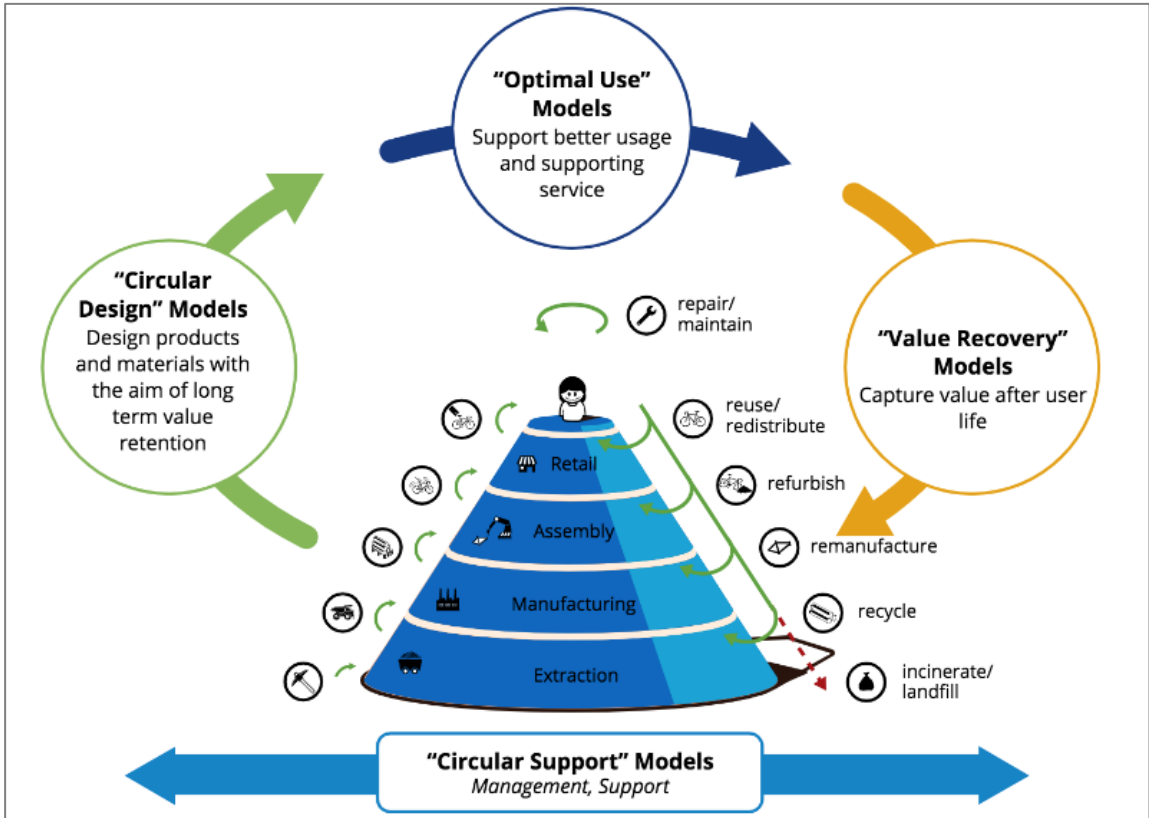 “Optimal Use”
Models
Support better usage
and supporting
service
“Circular
Design” Models
Design products
and materials with
the aim of long
term value
retention
“Value Recovery”
Models
Capture value after user
life
repair/
maintain
reuse/
redistribute
refurbish
remanufacture
recycle
incinerate/
landfill
Retail
Assembly
Manufacturing
Extraction
“Circular Support” Models
Management, Support